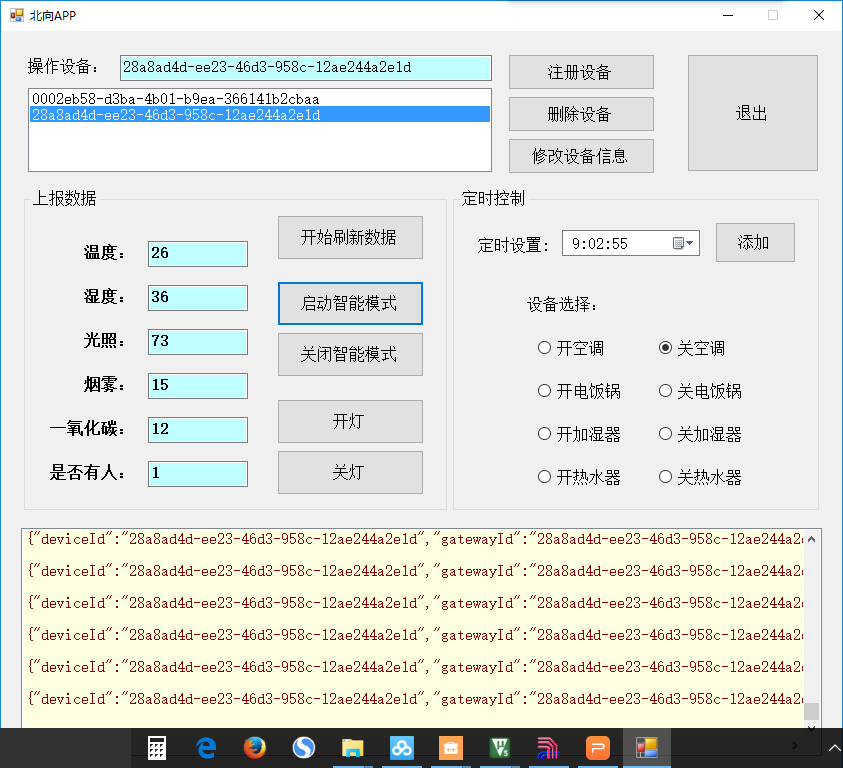 北向APP
操作设备： 28a8ad4d-ee23-46d3-958c-12ae244a2e1d
注册设备
退出
0002eb58-d3ba-4b01-b9ea-366141b2cbaa
28a8ad4d-ee23-46d3-958c-12ae244a2e1d
删除设备
修改设备信息
上报数据
温度： 26
湿度： 36
光照： 73
烟雾： 15
一氧化碳： 12
是否有人： 1
开始刷新数据
启动智能模式
关闭智能模式
开灯
关灯
定时控制
定时设置： 9:02:55
添加
设备选择：
开空调 关空调
开电饭锅 关电饭锅
开加湿器 关加湿器
开热水器 关热水器
{"deviceId":"28a8ad4d-ee23-46d3-958c-12ae244a2e1d","gatewayId":"28a8ad4d-ee23-46d3-958c-12ae244a2e
{"deviceId":"28a8ad4d-ee23-46d3-958c-12ae244a2e1d","gatewayId":"28a8ad4d-ee23-46d3-958c-12ae244a2e
{"deviceId":"28a8ad4d-ee23-46d3-958c-12ae244a2e1d","gatewayId":"28a8ad4d-ee23-46d3-958c-12ae244a2e
{"deviceId":"28a8ad4d-ee23-46d3-958c-12ae244a2e1d","gatewayId":"28a8ad4d-ee23-46d3-958c-12ae244a2e
{"deviceId":"28a8ad4d-ee23-46d3-958c-12ae244a2e1d","gatewayId":"28a8ad4d-ee23-46d3-958c-12ae244a2e
{"deviceId":"28a8ad4d-ee23-46d3-958c-12ae244a2e1d","gatewayId":"28a8ad4d-ee23-46d3-958c-12ae244a2e